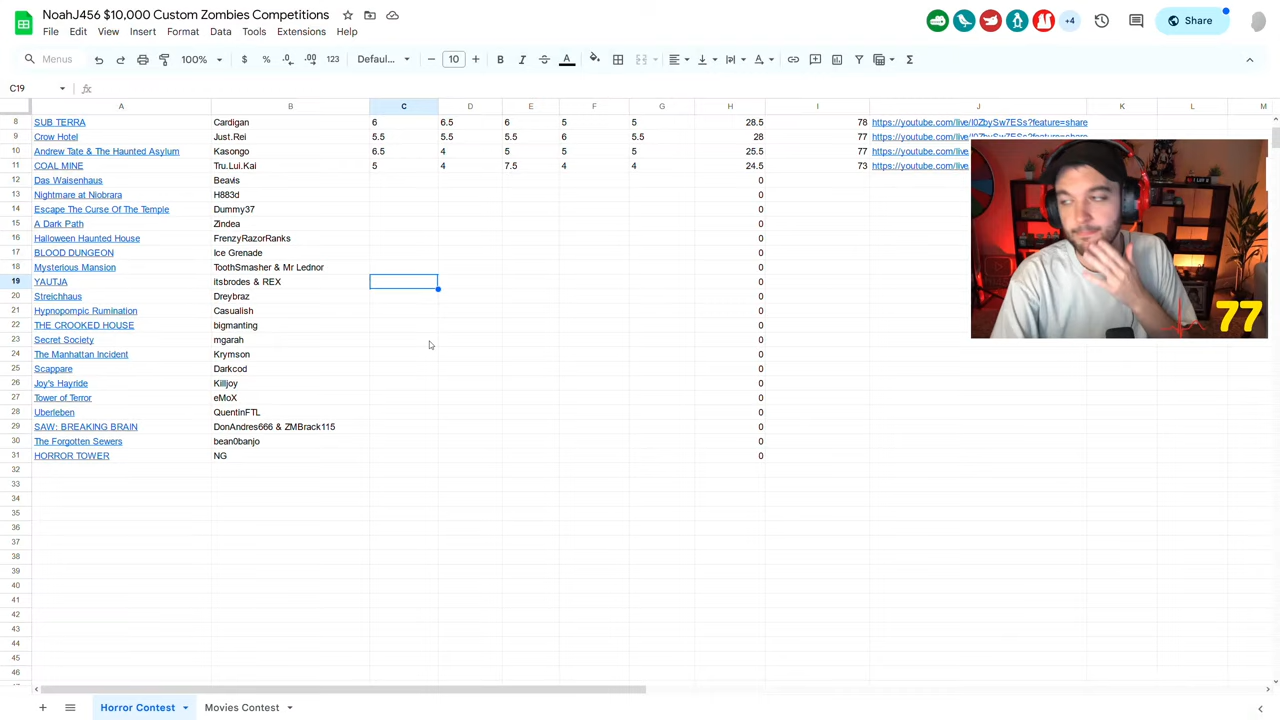 NoahJ456 $10,000 Custom Zombies Competitions
+4
Share
File Edit View Insert Format Data Tools Extensions Help
Menus 100% $ % .0 .00 123 Defaul... 10 B I A Σ
C19 fx
A B C D E F G H I J K L M
8 SUB TERRA Cardigan 6 6.5 6 5 5 28.5 78 https://youtube.com/live/I0ZbySw7ESs?feature=share
9 Crow Hotel Just.Rei 5.5 5.5 5.5 6 5.5 28 77 https://youtube.com/live/I0ZbySw7ESs?feature=share
10 Andrew Tate & The Haunted Asylum Kasongo 6.5 4 5 5 5 25.5 77 https://youtube.com/live
11 COAL MINE Tru.Lui.Kai 5 4 7.5 4 4 24.5 73 https://youtube.com/live
12 Das Waisenhaus Beavis 0
13 Nightmare at Niobrara H883d 0
14 Escape The Curse Of The Temple Dummy37 0
15 A Dark Path Zindea 0
16 Halloween Haunted House FrenzyRazorRanks 0
17 BLOOD DUNGEON Ice Grenade 0
18 Mysterious Mansion ToothSmasher & Mr Lednor 0
19 YAUTJA itsbrodes & REX 0
20 Streichhaus Dreybraz 0
21 Hypnopompic Rumination Casualish 0
22 THE CROOKED HOUSE bigmanting 0
23 Secret Society mgarah 0
24 The Manhattan Incident Krymson 0
25 Scappare Darkcod 0
26 Joy's Hayride Killjoy 0
27 Tower of Terror eMoX 0
28 Uberleben QuentinFTL 0
29 SAW: BREAKING BRAIN DonAndres666 & ZMBrack115 0
30 The Forgotten Sewers bean0banjo 0
31 HORROR TOWER NG 0
32
33
34
35
36
37
38
39
40
41
42
43
44
45
46
77
Horror Contest Movies Contest